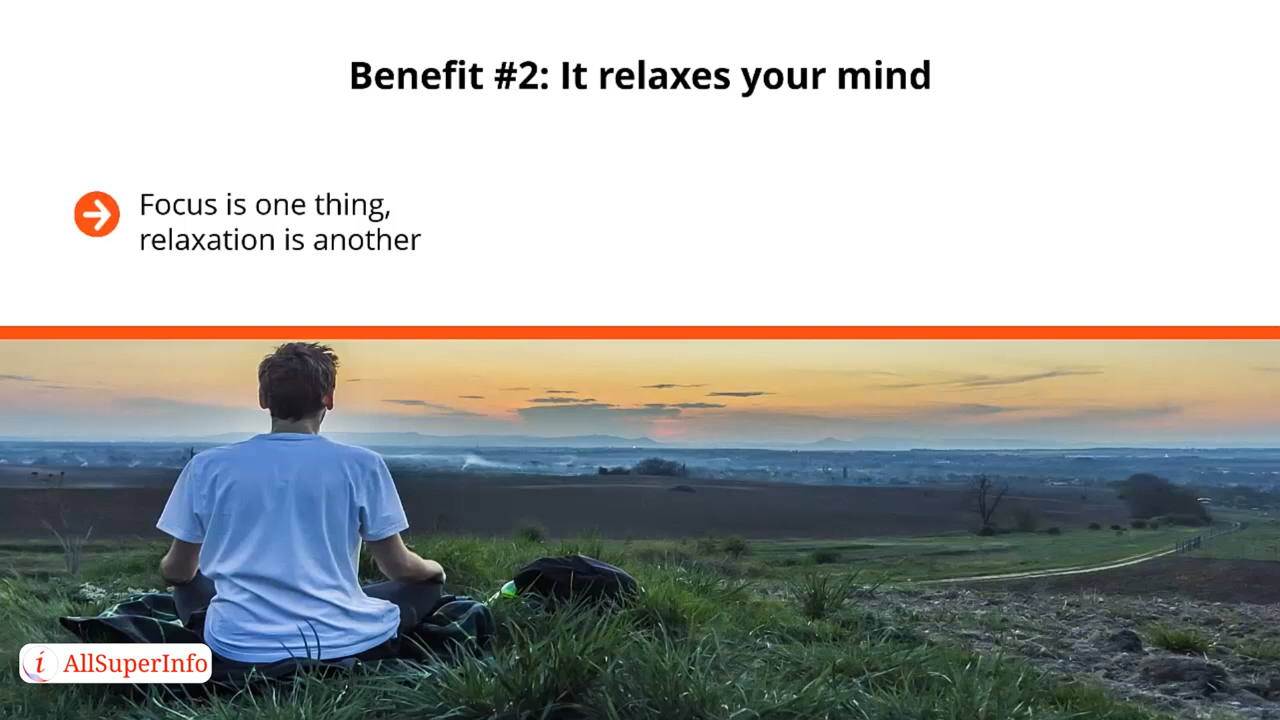 Benefit #2: It relaxes your mind
Focus is one thing,
relaxation is another
i AllSuperInfo